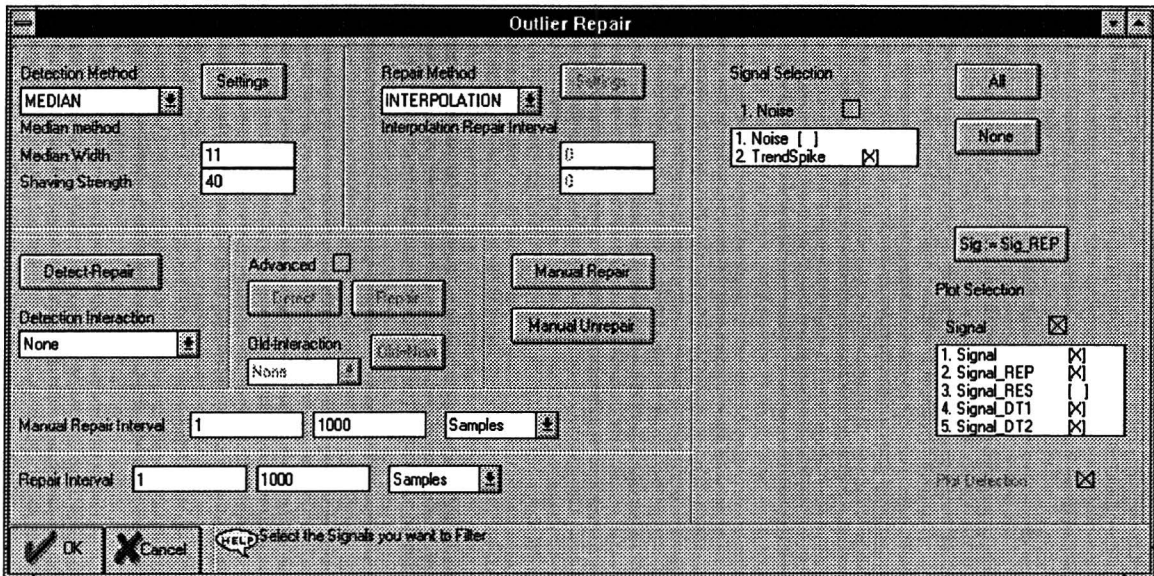 Outlier Repair
Detection Method
Settings
MEDIAN
Median method
Median Width 11
Shaving Strength 40
Repair Method
Settings
INTERPOLATION
Interpolation Repair Interval
0
0
Signal Selection
All
1. Noise
1. Noise [ ]
2. TrendSpike [X]
None
Sig := Sig_REP
Detect-Repair
Detection Interaction
None
Advanced
Detect Repair
Old-Interaction
None
Old=New
Manual Repair
Manual Unrepair
Plot Selection
Signal
1. Signal [X]
2. Signal_REP [X]
3. Signal_RES [ ]
4. Signal_DT1 [X]
5. Signal_DT2 [X]
Plot Detection
Manual Repair Interval 1 1000 Samples
Repair Interval 1 1000 Samples
OK Cancel HELP Select the Signals you want to Filter